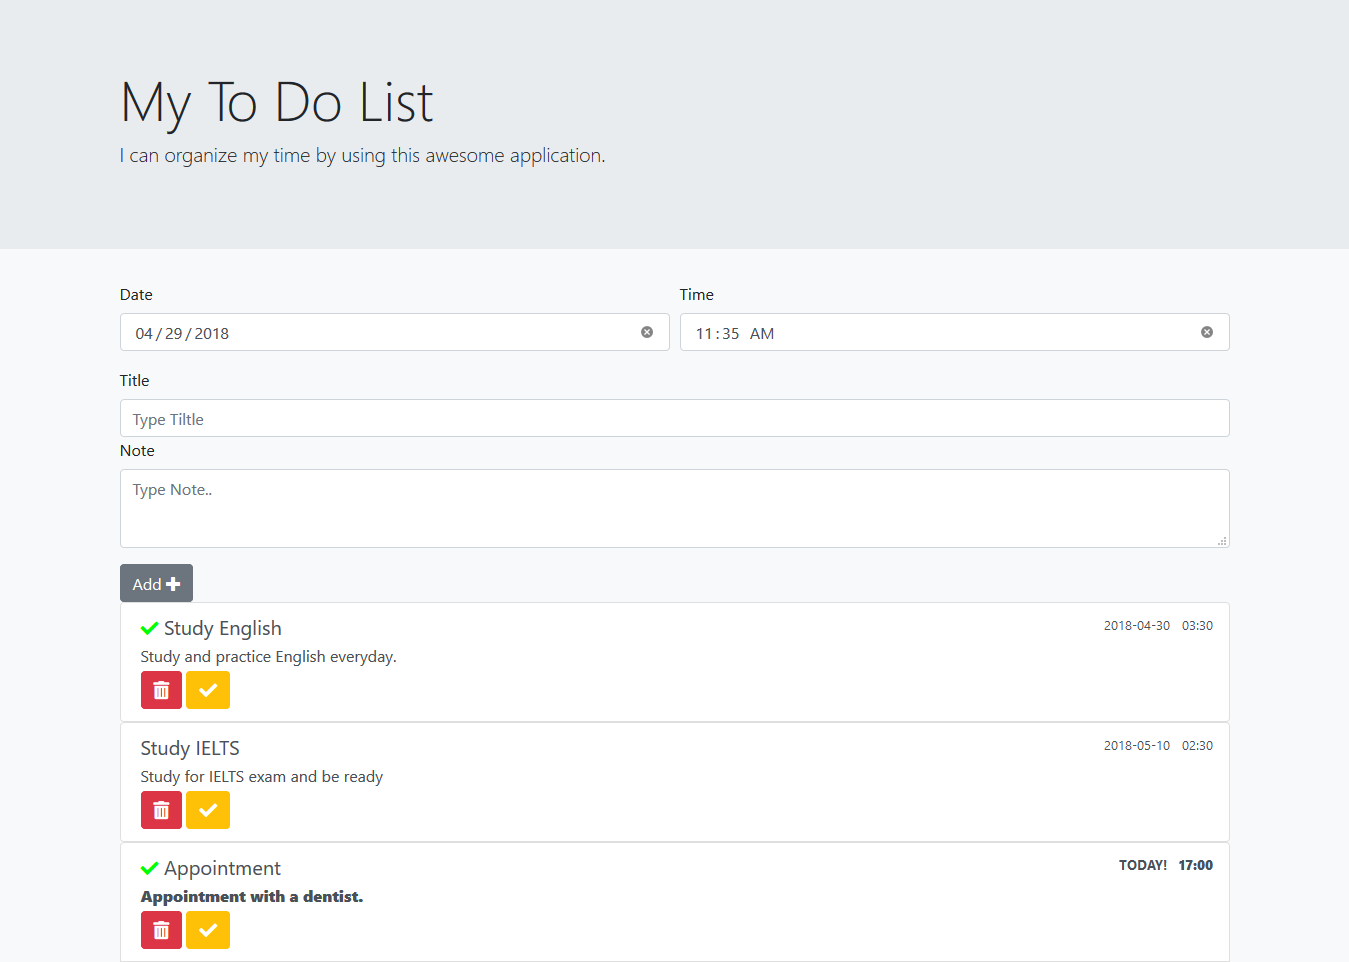 My To Do List
I can organize my time by using this awesome application.
Date
Time
04/29/2018
11:35 AM
Title
Type Tiltle
Note
Type Note..
Add
Study English
2018-04-30 03:30
Study and practice English everyday.
Study IELTS
2018-05-10 02:30
Study for IELTS exam and be ready
Appointment
TODAY! 17:00
Appointment with a dentist.